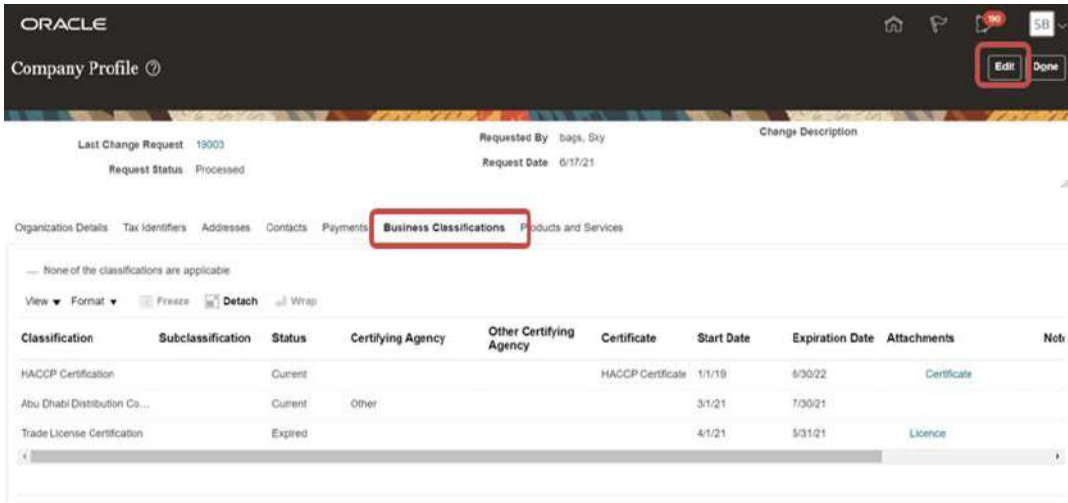 ORACLE
190
SB
Company Profile
Edit
Done
Last Change Request 19003
Requested By bags, Sky
Change Description
Request Status Processed
Request Date 6/17/21
Organization Details Tax Identifiers Addresses Contacts Payments Business Classifications Products and Services
None of the classifications are applicable
View Format Freeze Detach Wrap
Classification Subclassification Status Certifying Agency Other Certifying Agency Certificate Start Date Expiration Date Attachments Note
HACCP Certification Current HACCP Certificate 1/1/19 6/30/22 Certificate
Abu Dhabi Distribution Co... Current Other 3/1/21 7/30/21
Trade License Certification Expired 4/1/21 5/31/21 Licence